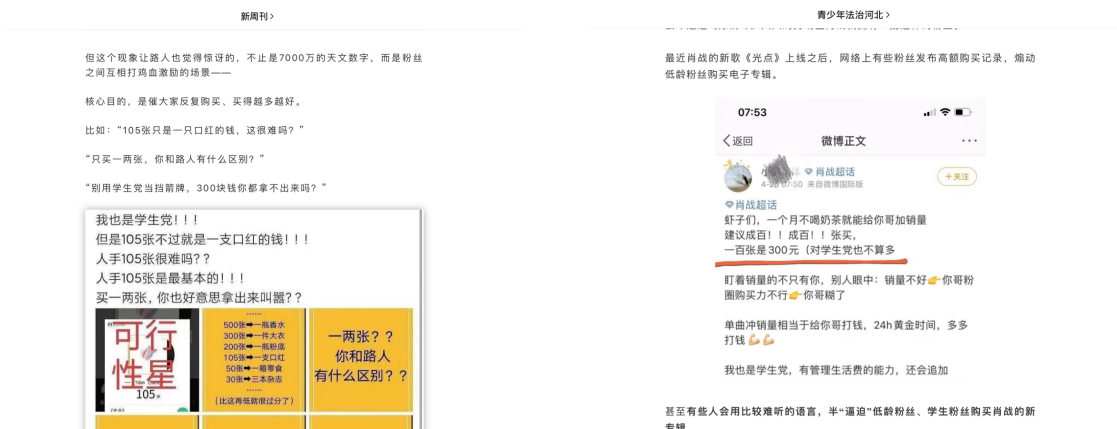 新周刊 >
但这个现象让路人也觉得惊讶的，不止是7000万的天文数字，而是粉丝
之间互相打鸡血激励的场景——
核心目的，是催大家反复购买、买得越多越好。
比如：“105张只是一只口红的钱，这很难吗？”
“只买一两张，你和路人有什么区别？”
“别用学生党当挡箭牌，300块钱你都拿不出来吗？”
我也是学生党！！！
但是105张不过就是一支口红的钱！！！
人手105张很难吗？？
人手105张是最基本的！！！
买一两张，你也好意思拿出来叫嚣？？
可行
性星
105
......
500张➡一瓶香水
300张➡一件大衣
200张➡一瓶粉底
105张➡一支口红
50张➡一箱零食
30张➡三本杂志
......
（比这再低就很过分了）
一两张？？
你和路人
有什么区别？？
青少年法治河北 >
最近肖战的新歌《光点》上线之后，网络上有些粉丝发布高额购买记录，煽动
低龄粉丝购买电子专辑。
07:53
返回
微博正文
...
肖战超话
+关注
4-25 07:50 来自微博国际版
肖战超话
虾子们，一个月不喝奶茶就能给你哥加销量
建议成百！！成百！！张买，
一百张是300元（对学生党也不算多
盯着销量的不只有你，别人眼中：销量不好👉你哥粉
圈购买力不行👉你哥糊了
单曲冲销量相当于给你哥打钱，24h黄金时间，多多
打钱💪💪
我也是学生党，有管理生活费的能力，还会追加
甚至有些人会用比较难听的语言，半“逼迫”低龄粉丝、学生粉丝购买肖战的新
专辑